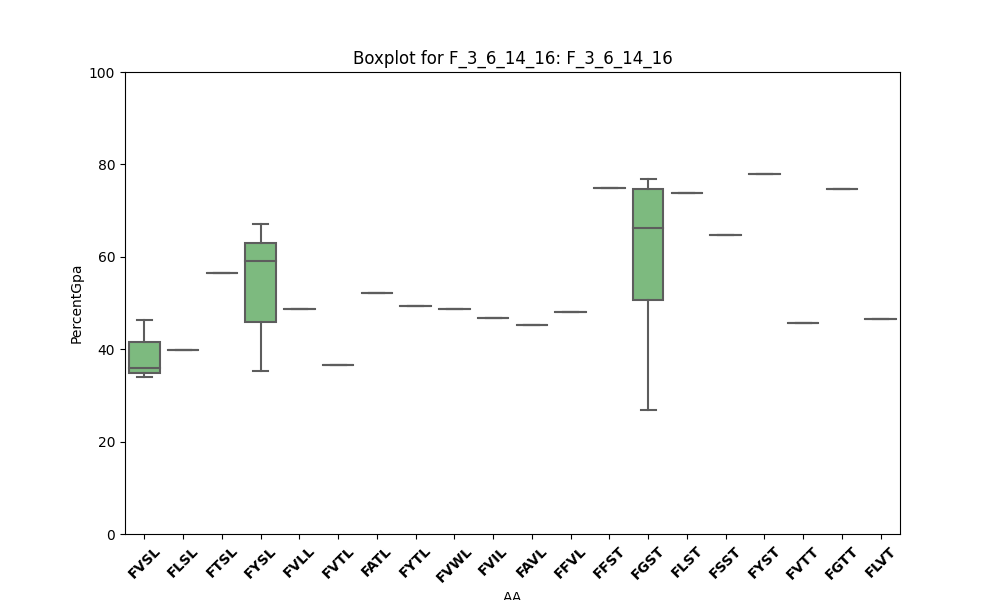 Boxplot for F_3_6_14_16: F_3_6_14_16
100
80
60
40
20
0
PercentGpa
FVSL FLSL FTSL FYSL FVLL FVTL FATL FYTL FVWL FVIL FAVL FFVL FFST FGST FLST FSST FYST FVTT FGTT FLVT
AA